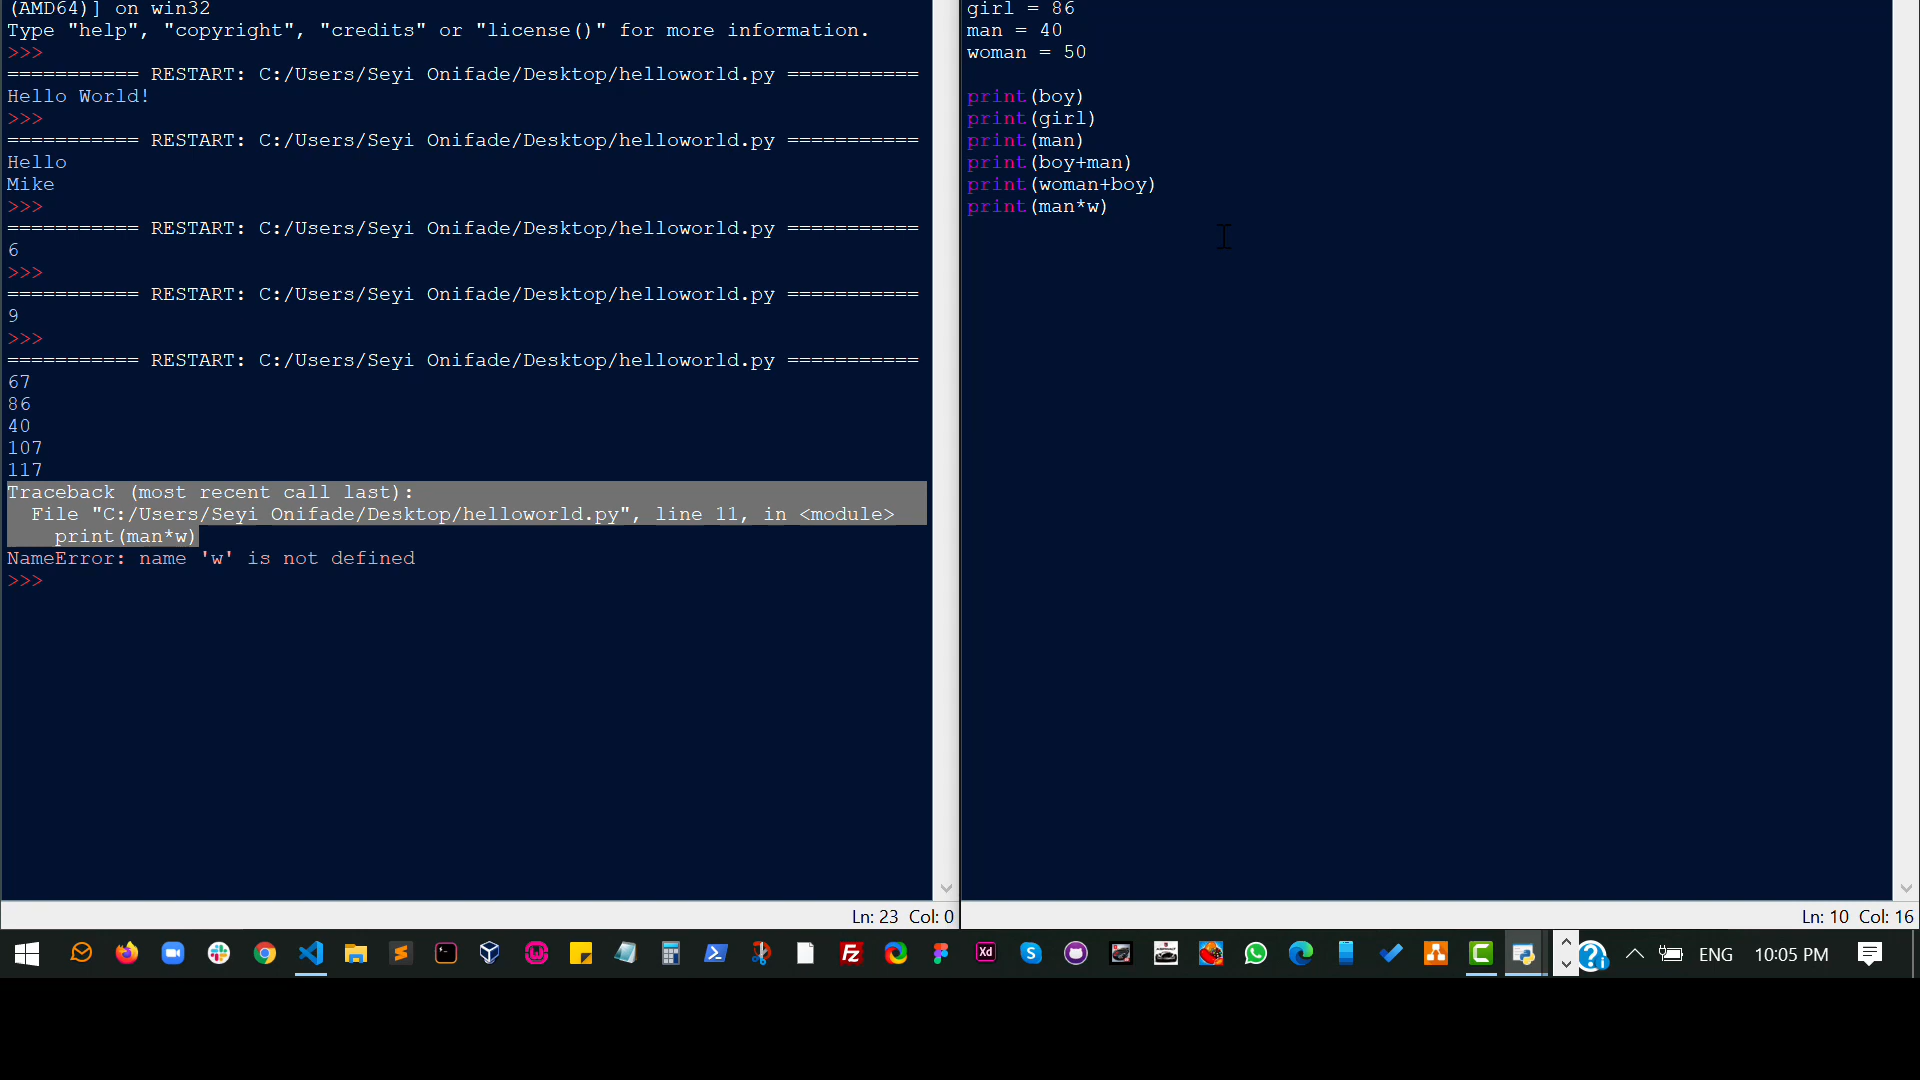 (AMD64)] on win32
Type "help", "copyright", "credits" or "license()" for more information.
>>>
=========== RESTART: C:/Users/Seyi Onifade/Desktop/helloworld.py ===========
Hello World!
>>>
=========== RESTART: C:/Users/Seyi Onifade/Desktop/helloworld.py ===========
Hello
Mike
>>>
=========== RESTART: C:/Users/Seyi Onifade/Desktop/helloworld.py ===========
6
>>>
=========== RESTART: C:/Users/Seyi Onifade/Desktop/helloworld.py ===========
9
>>>
=========== RESTART: C:/Users/Seyi Onifade/Desktop/helloworld.py ===========
67
86
40
107
117
Traceback (most recent call last):
  File "C:/Users/Seyi Onifade/Desktop/helloworld.py", line 11, in <module>
    print(man*w)
NameError: name 'w' is not defined
>>>
Ln: 23 Col: 0
girl = 86
man = 40
woman = 50
print(boy)
print(girl)
print(man)
print(boy+man)
print(woman+boy)
print(man*w)
Ln: 10 Col: 16
Xd
ENG
10:05 PM